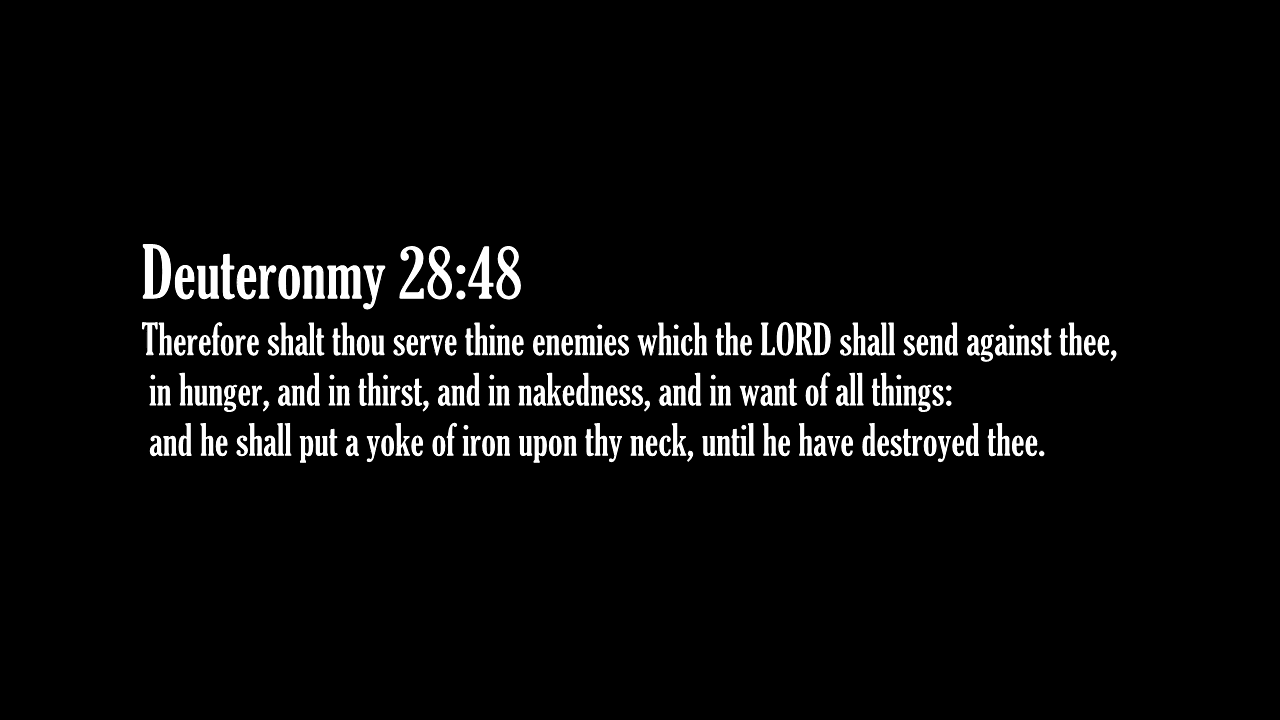 Deuteronmy 28:48
Therefore shalt thou serve thine enemies which the LORD shall send against thee,
in hunger, and in thirst, and in nakedness, and in want of all things:
and he shall put a yoke of iron upon thy neck, until he have destroyed thee.